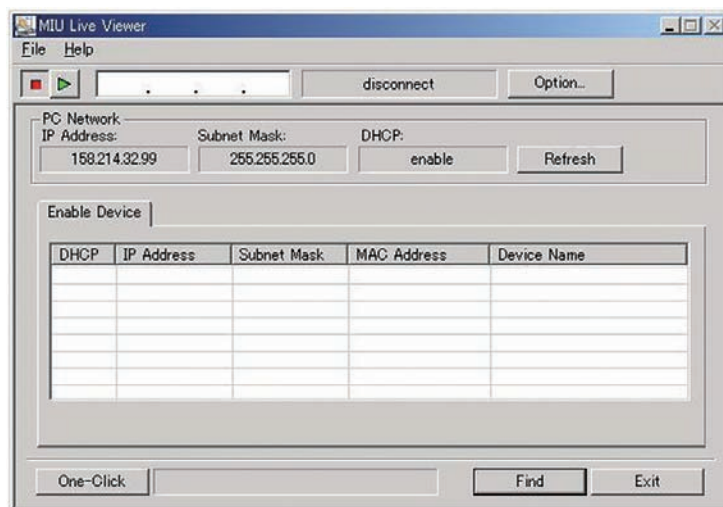 MIU Live Viewer
File Help
. . . disconnect Option...
PC Network
IP Address: Subnet Mask: DHCP:
158.214.32.99 255.255.255.0 enable Refresh
Enable Device
DHCP IP Address Subnet Mask MAC Address Device Name
One-Click Find Exit